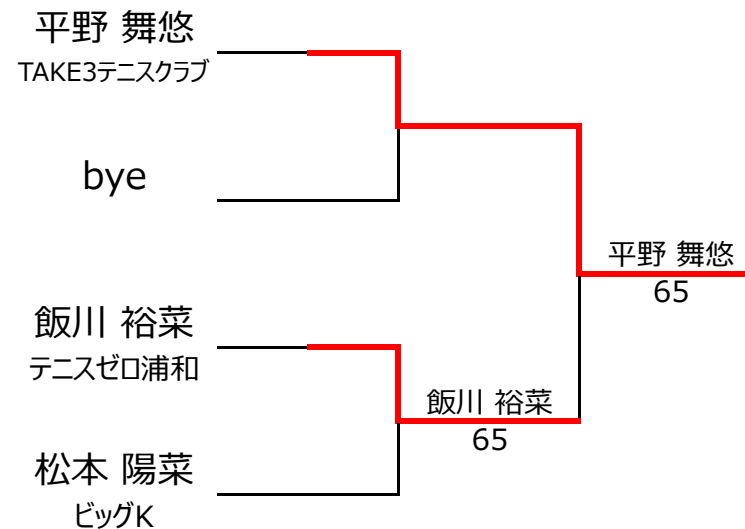 平野 舞悠
TAKE3テニスクラブ
bye
平野 舞悠
65
飯川 裕菜
テニスゼロ浦和
飯川 裕菜
65
松本 陽菜
ビッグK